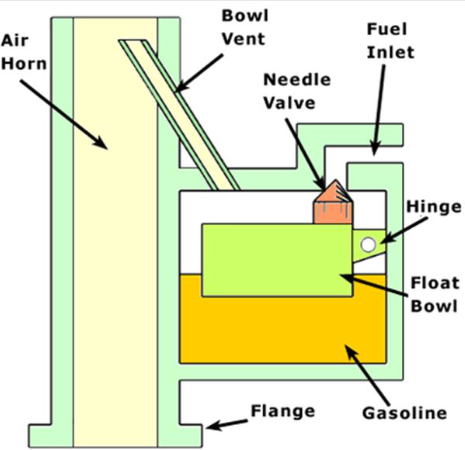 Bowl
Vent
Air
Horn
Fuel
Inlet
Needle
Valve
Hinge
Float
Bowl
Flange
Gasoline